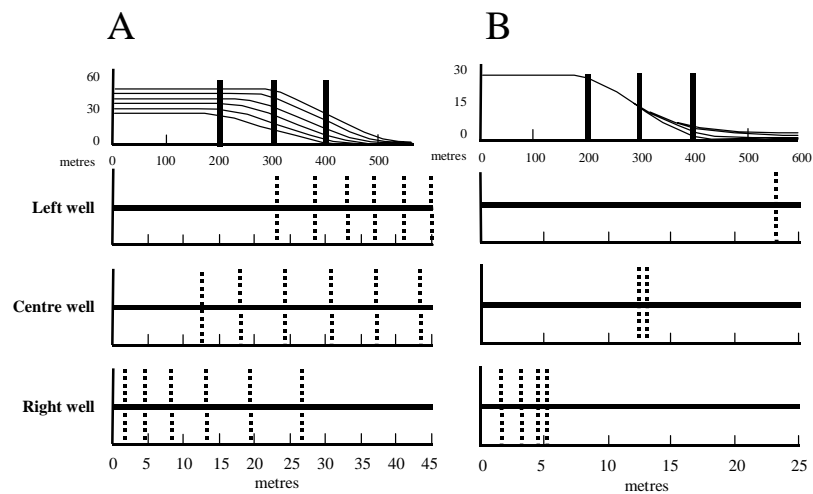 A B
60
30
0
metres 0 100 200 300 400 500
30
15
0
metres 0 100 200 300 400 500 600
Left well
Centre well
Right well
0 5 10 15 20 25 30 35 40 45
metres
0 5 10 15 20 25
metres